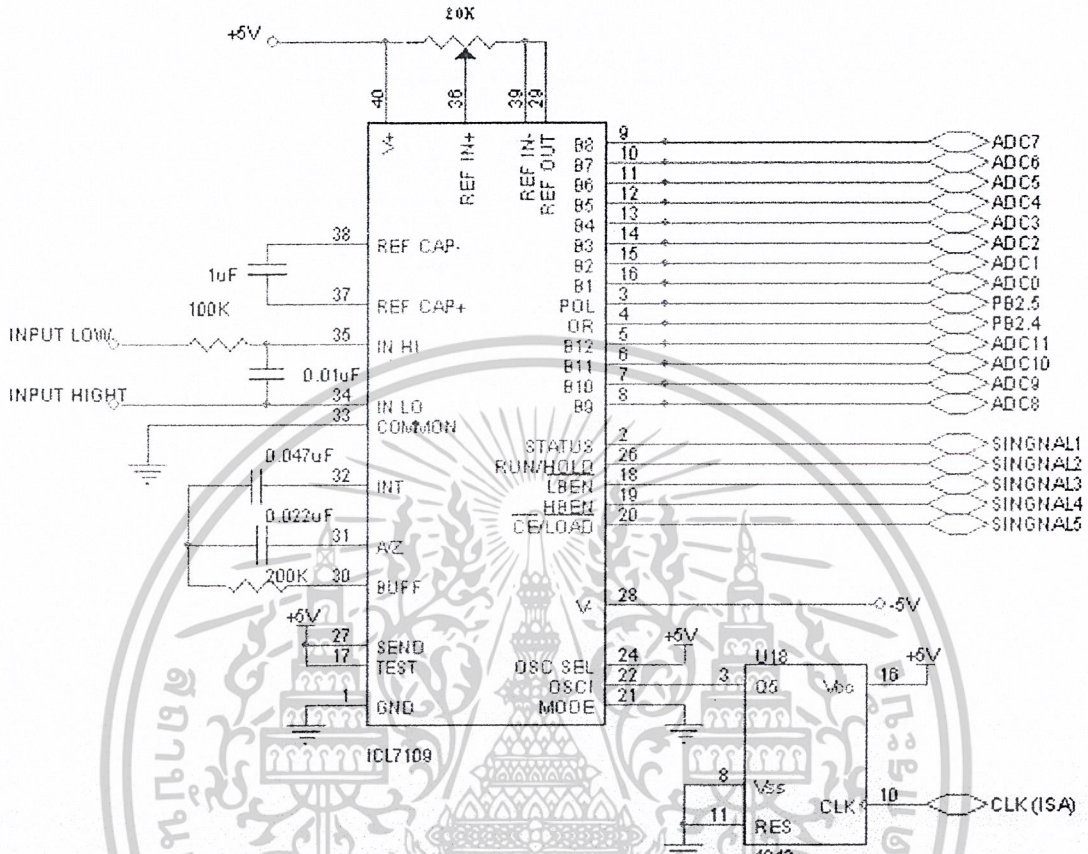 20K
+5V
40
36
39
29
V+
REF IN+
REF IN-
REF OUT
B8 9 ADC7
B7 10 ADC6
B6 11 ADC5
B5 12 ADC4
B4 13 ADC3
B3 14 ADC2
B2 15 ADC1
B1 16 ADC0
POL 3 PB2.5
OR 4 PB2.4
B12 5 ADC11
B11 6 ADC10
B10 7 ADC9
B9 8 ADC8
38 REF CAP-
1uF
37 REF CAP+
100K
INPUT LOW
35 IN HI
0.01uF
INPUT HIGHT
34 IN LO
33 COMMON
0.047uF
32 INT
0.022uF
31 A/Z
200K 30 BUFF
+5V
27 SEND
17 TEST
1 GND
STATUS 2 SINGNAL1
RUN/HOLD 26 SINGNAL2
LBEN 18 SINGNAL3
HBEN 19 SINGNAL4
CE/LOAD 20 SINGNAL5
V- 28 -5V
+5V
OSC SEL 24
OSCI 22
MODE 21
ICL7109
U18
3 Q5
Vcc 16 +5V
8 Vss
CLK 10 CLK (ISA)
11 RES